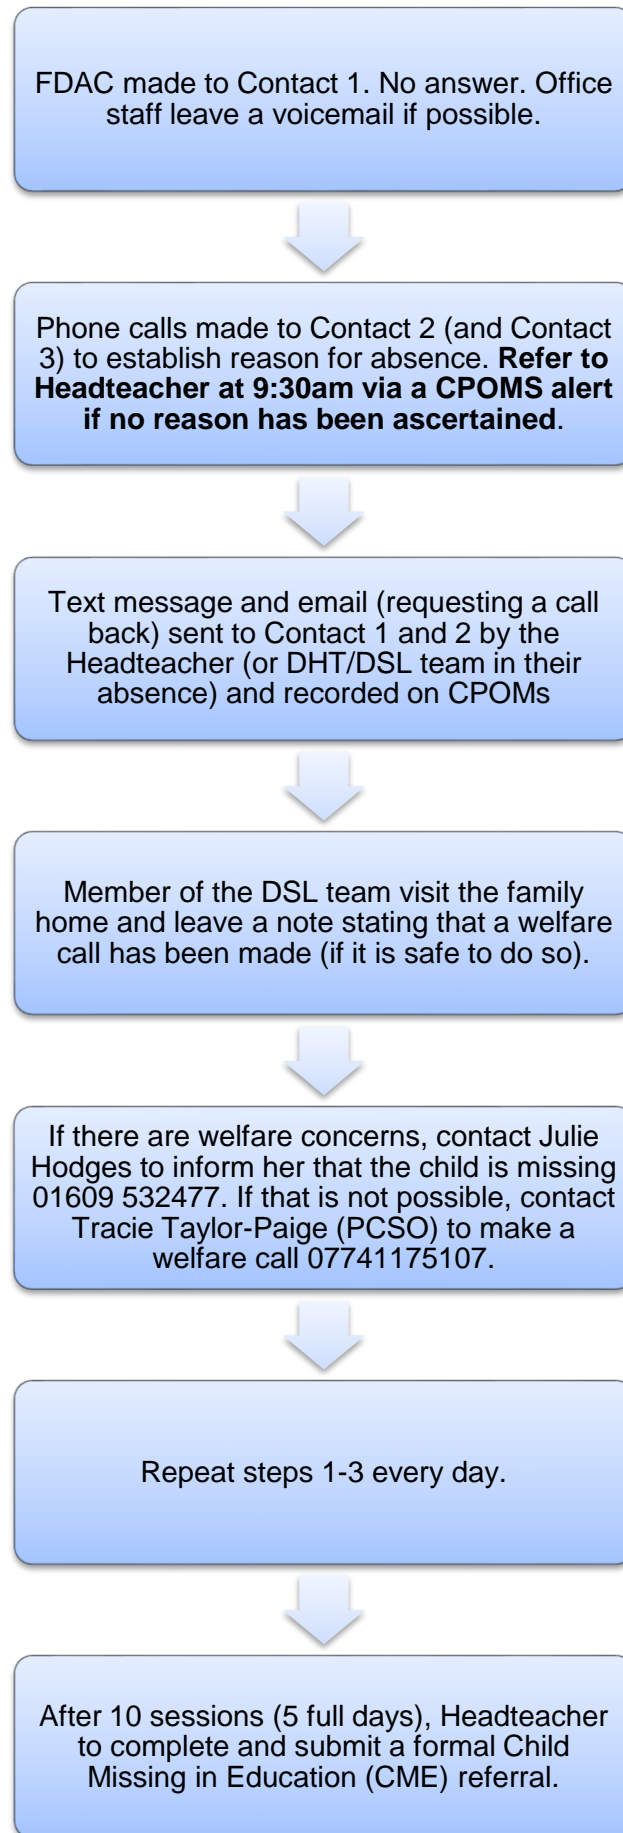 FDAC made to Contact 1. No answer. Office
staff leave a voicemail if possible.
Phone calls made to Contact 2 (and Contact
3) to establish reason for absence. Refer to
Headteacher at 9:30am via a CPOMS alert
if no reason has been ascertained.
Text message and email (requesting a call
back) sent to Contact 1 and 2 by the
Headteacher (or DHT/DSL team in their
absence) and recorded on CPOMs
Member of the DSL team visit the family
home and leave a note stating that a welfare
call has been made (if it is safe to do so).
If there are welfare concerns, contact Julie
Hodges to inform her that the child is missing
01609 532477. If that is not possible, contact
Tracie Taylor-Paige (PCSO) to make a
welfare call 07741175107.
Repeat steps 1-3 every day.
After 10 sessions (5 full days), Headteacher
to complete and submit a formal Child
Missing in Education (CME) referral.